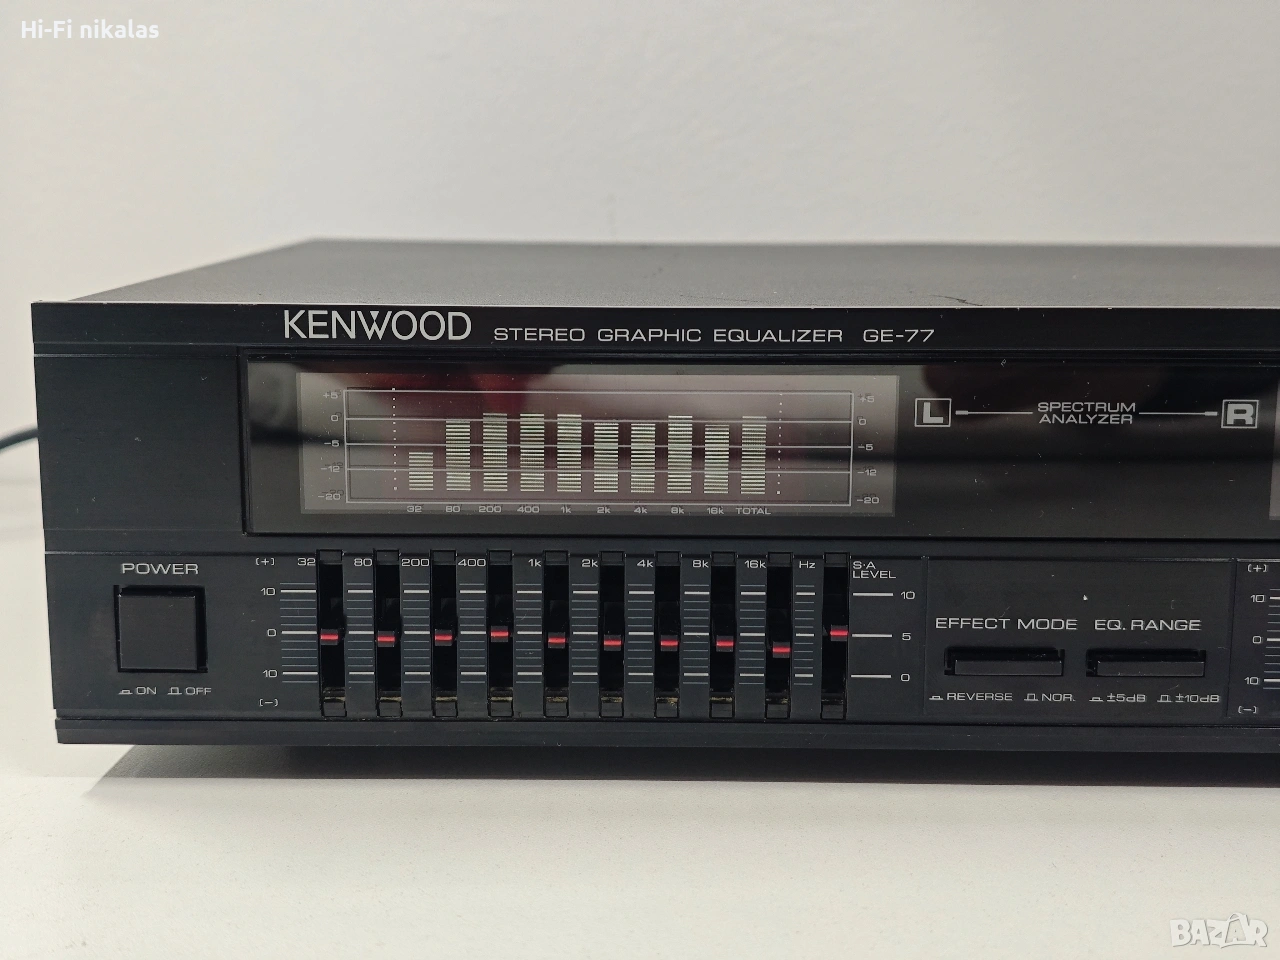 Hi-Fi nikalas
KENWOOD STEREO GRAPHIC EQUALIZER GE-77
+5 +5
0 0
-5 -5
-12 -12
-20 -20
32 80 200 400 1k 2k 4k 8k 16k TOTAL
L SPECTRUM ANALYZER R
POWER
ON OFF
(+) 32 80 200 400 1k 2k 4k 8k 16k Hz S·A LEVEL
10 10
0 5
10 0
(-)
EFFECT MODE EQ. RANGE
REVERSE NOR. ±5dB ±10dB
(+)
10
0
10
(-)
BAZAR